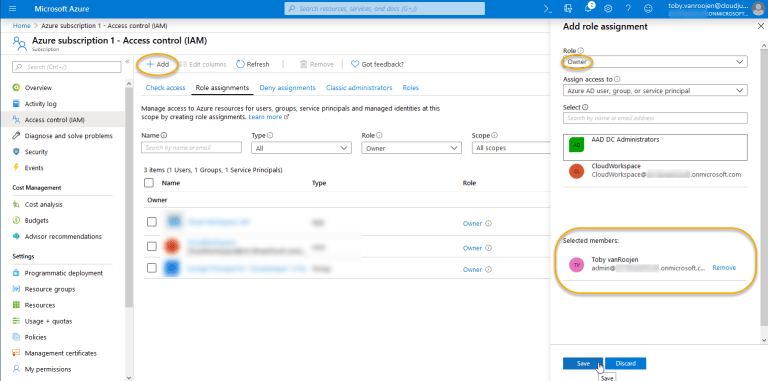 Microsoft Azure
Search resources, services, and docs (G+/)
2
toby.vanroojen@cloudju...
.ONMICROSOFT....
Home > Azure subscription 1 - Access control (IAM)
Azure subscription 1 - Access control (IAM)
Subscription
Search (Ctrl+/)
Overview
Activity log
Access control (IAM)
Diagnose and solve problems
Security
Events
Cost Management
Cost analysis
Budgets
Advisor recommendations
Settings
Programmatic deployment
Resource groups
Resources
Usage + quotas
Policies
Management certificates
My permissions
Add
Edit columns
Refresh
Remove
Got feedback?
Check access
Role assignments
Deny assignments
Classic administrators
Roles
Manage access to Azure resources for users, groups, service principals and managed identities at this
scope by creating role assignments. Learn more
Name
Type
Role
Scope
Search by name or email
All
Owner
All scopes
3 items (1 Users, 1 Groups, 1 Service Principals)
Name
Type
Role
Owner
Owner
Owner
Owner
Add role assignment
Role
Owner
Assign access to
Azure AD user, group, or service principal
Select
Search by name or email address
AD
AAD DC Administrators
CloudWorkspace
CloudWorkspace@
.onmicrosoft.com
Selected members:
TV
Toby vanRoojen
admin@
.onmicrosoft.c...
Remove
Save
Discard
Save